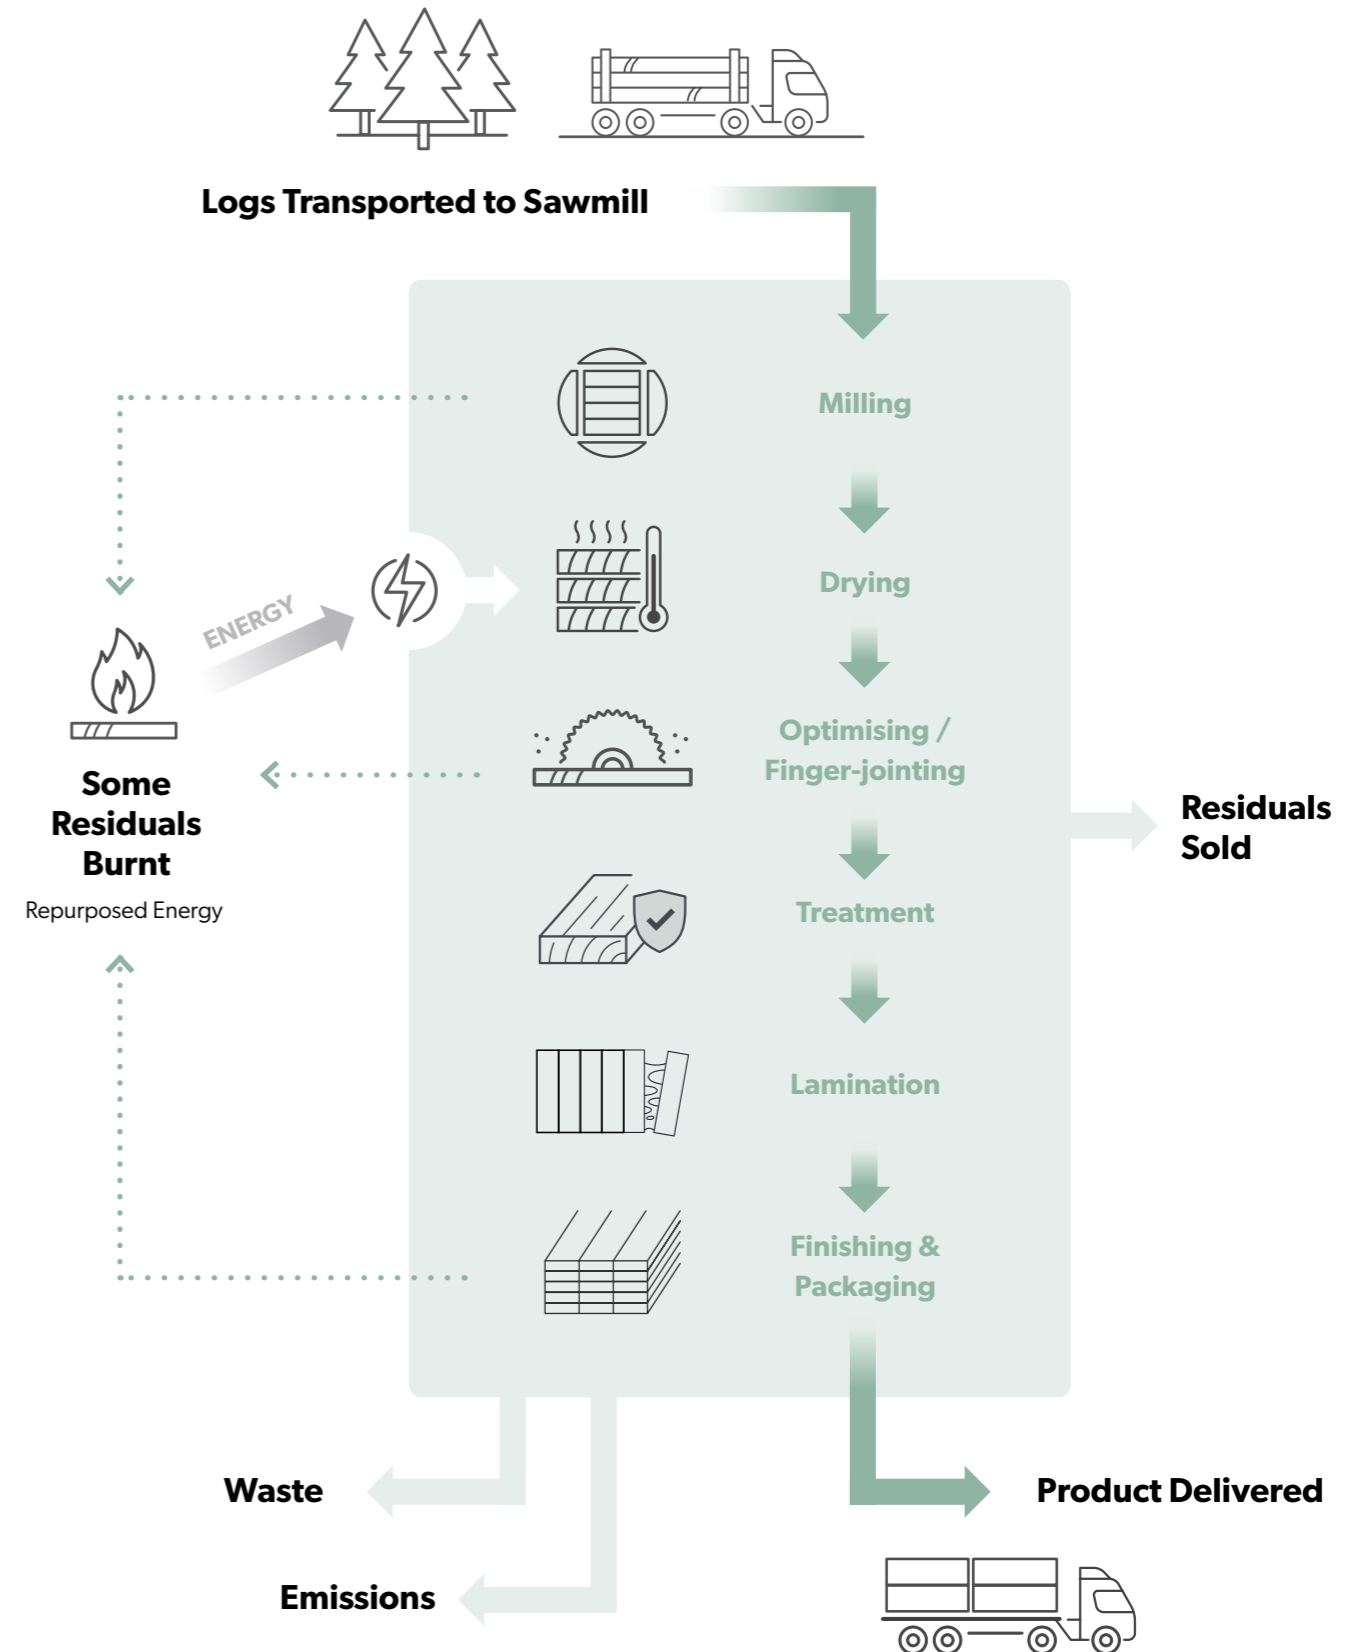 Logs Transported to Sawmill
Milling
Drying
ENERGY
Optimising /
Finger-jointing
Some
Residuals
Burnt
Repurposed Energy
Residuals
Sold
Treatment
Lamination
Finishing &
Packaging
Waste
Product Delivered
Emissions